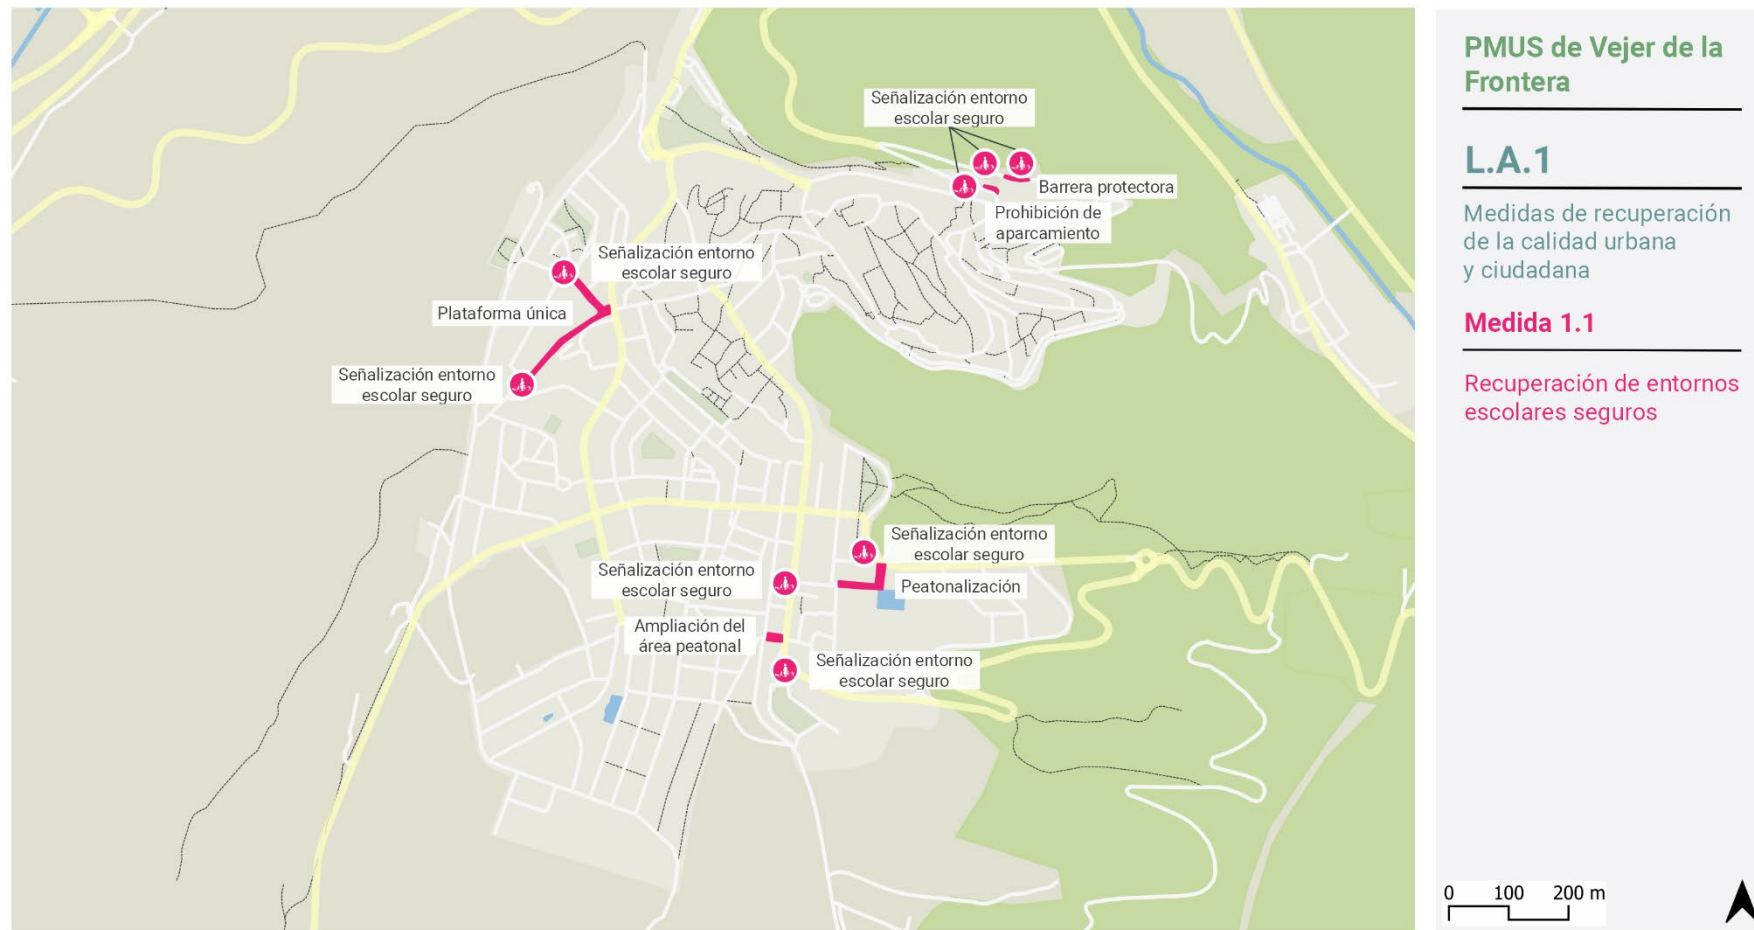 Señalización entorno
escolar seguro
Barrera protectora
Prohibición de
aparcamiento
Señalización entorno
escolar seguro
Plataforma única
Señalización entorno
escolar seguro
Señalización entorno
escolar seguro
Señalización entorno
escolar seguro
Peatonalización
Ampliación del
área peatonal
Señalización entorno
escolar seguro
PMUS de Vejer de la
Frontera
L.A.1
Medidas de recuperación
de la calidad urbana
y ciudadana
Medida 1.1
Recuperación de entornos
escolares seguros
0 100 200 m